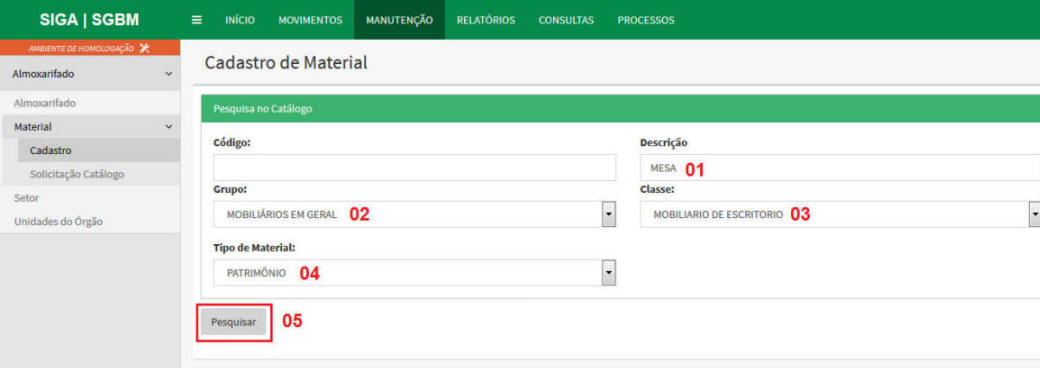 SIGA | SGBM
INÍCIO MOVIMENTOS MANUTENÇÃO RELATÓRIOS CONSULTAS PROCESSOS
AMBIENTE DE HOMOLOGAÇÃO
Almoxarifado
Almoxarifado
Material
Cadastro
Solicitação Catálogo
Setor
Unidades do Órgão
Cadastro de Material
Pesquisa no Catálogo
Código:
Descrição
MESA 01
Grupo:
Classe:
MOBILIÁRIOS EM GERAL 02
MOBILIARIO DE ESCRITORIO 03
Tipo de Material:
PATRIMÔNIO 04
Pesquisar 05